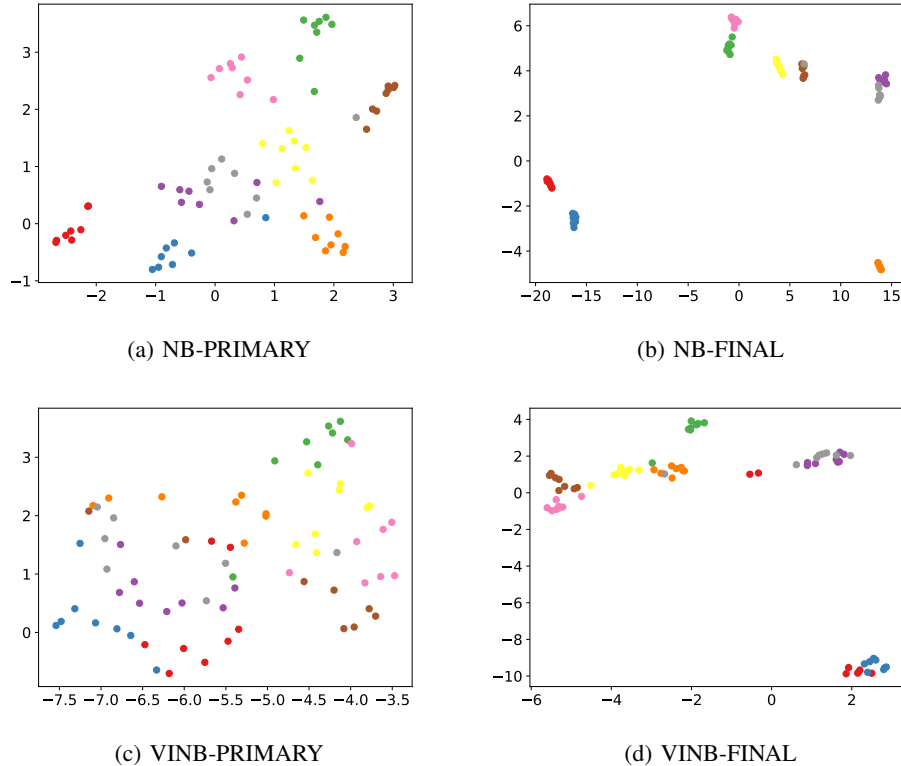 3
2
1
0
−1
−2 −1 0 1 2 3
(a) NB-PRIMARY
6
4
2
0
−2
−4
−20 −15 −10 −5 0 5 10 15
(b) NB-FINAL
3
2
1
0
−7.5 −7.0 −6.5 −6.0 −5.5 −5.0 −4.5 −4.0 −3.5
(c) VINB-PRIMARY
4
2
0
−2
−4
−6
−8
−10
−6 −4 −2 0 2
(d) VINB-FINAL